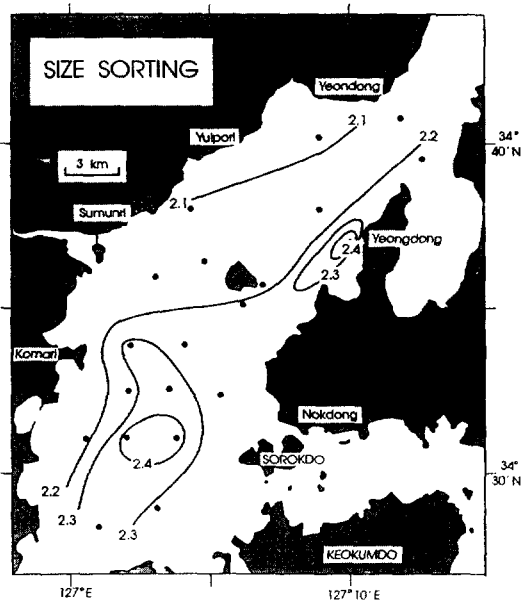 SIZE SORTING
Yeondong
2.1
2.2
34°
40' N
Yulpori
3 km
2.1
Sumunri
Yeongdong
2.4
2.3
Komari
Nokdong
2.4
SOROKDO
34°
30' N
2.2
2.3
2.3
KEOKUMDO
127°E
127° 10' E